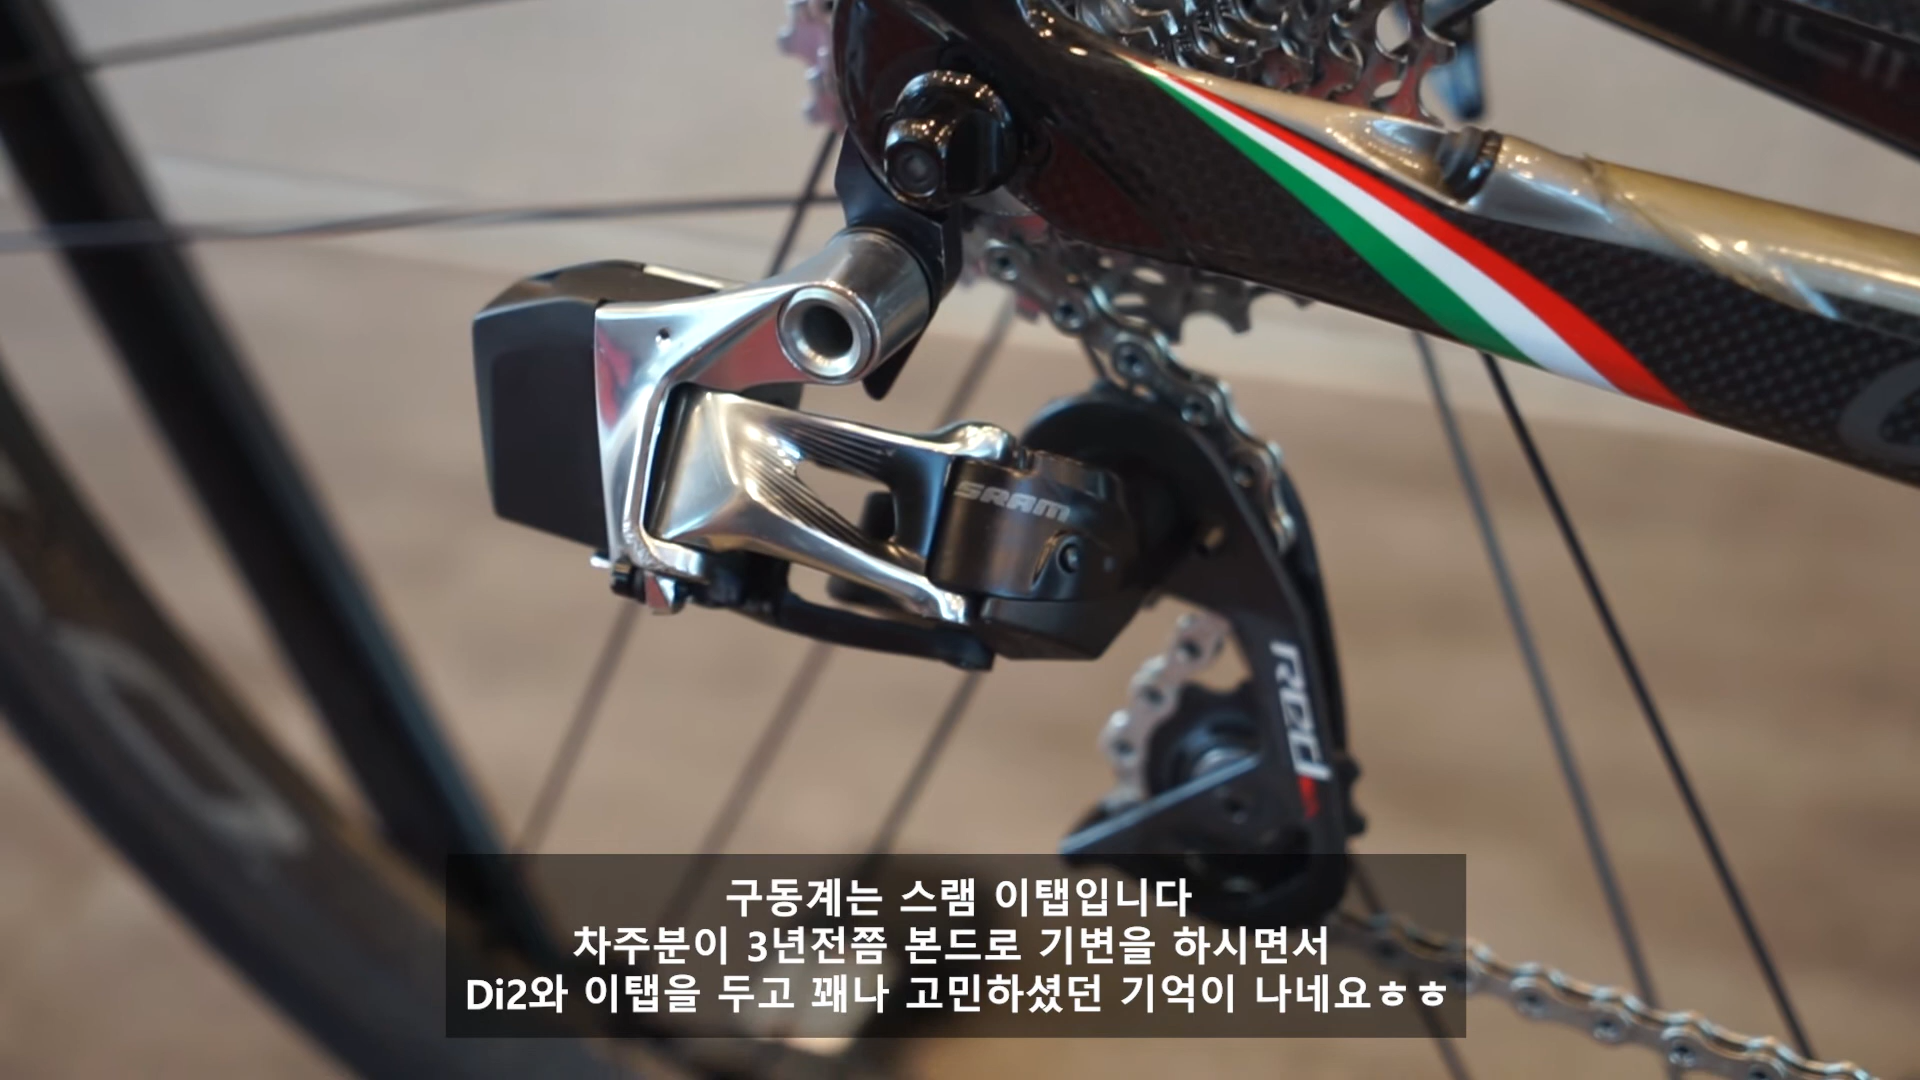 SRAM
red
구동계는 스램 이탭입니다
차주분이 3년전쯤 본드로 기변을 하시면서
Di2와 이탭을 두고 꽤나 고민하셨던 기억이 나네요ㅎㅎ